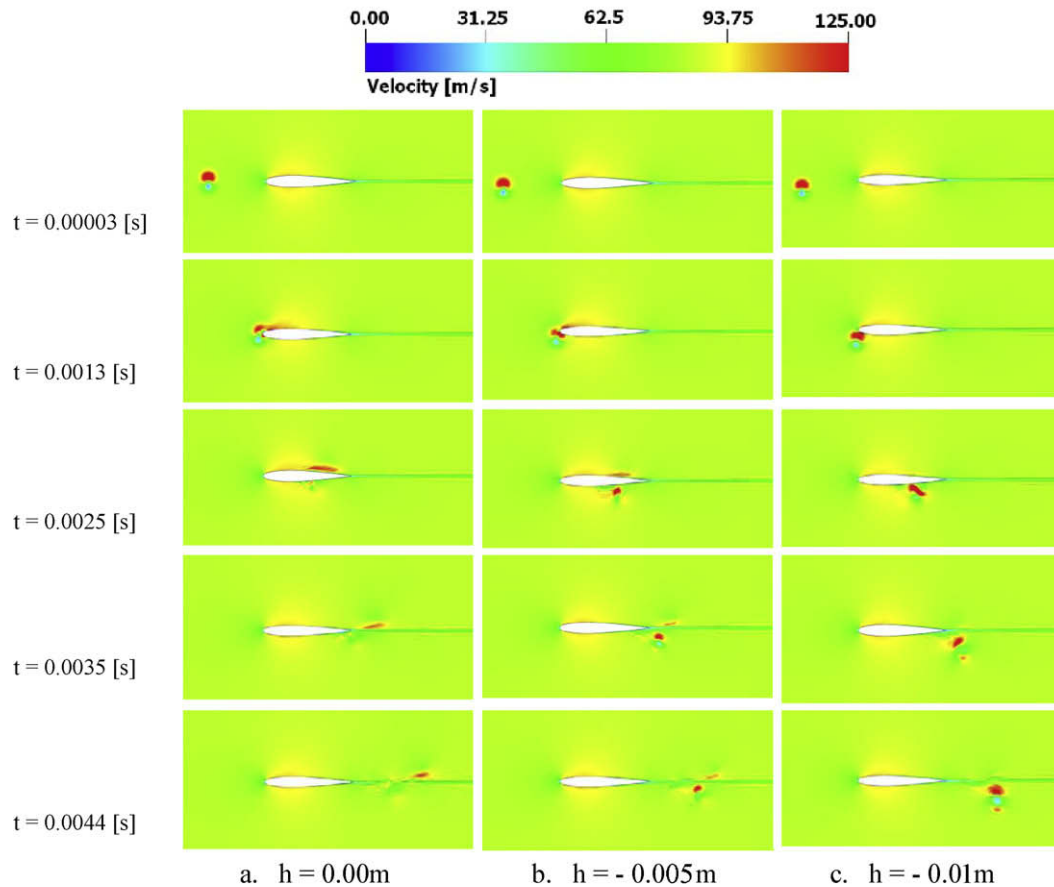 0.00 31.25 62.5 93.75 125.00
Velocity [m/s]
t = 0.00003 [s]
t = 0.0013 [s]
t = 0.0025 [s]
t = 0.0035 [s]
t = 0.0044 [s]
a. h = 0.00m b. h = - 0.005m c. h = - 0.01m